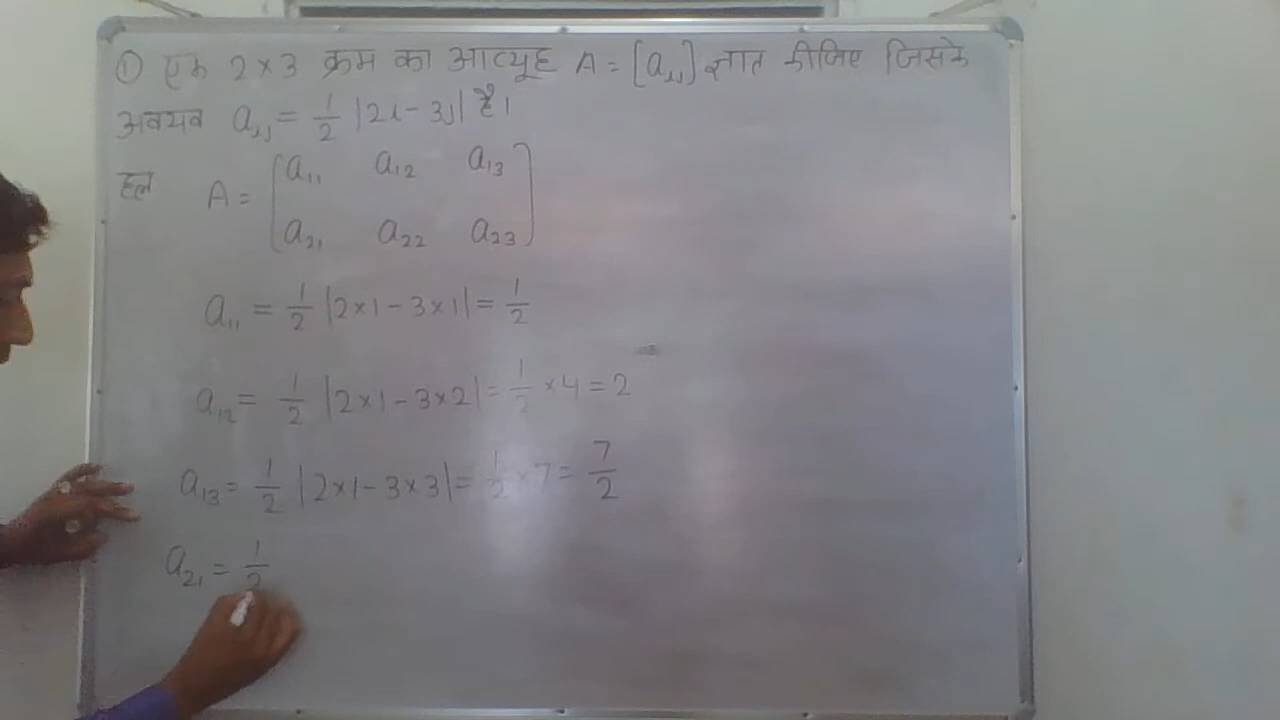 ① एक 2×3 क्रम का आव्यूह A = [aᵢⱼ] ज्ञात कीजिए जिसके
अवयव aᵢⱼ = 1/2 |2i - 3j| है।
हल A = [a₁₁ a₁₂ a₁₃
a₂₁ a₂₂ a₂₃]
a₁₁ = 1/2 |2×1 - 3×1| = 1/2
a₁₂ = 1/2 |2×1 - 3×2| = 1/2 × 4 = 2
a₁₃ = 1/2 |2×1 - 3×3| = 1/2 × 7 = 7/2
a₂₁ = 1/2